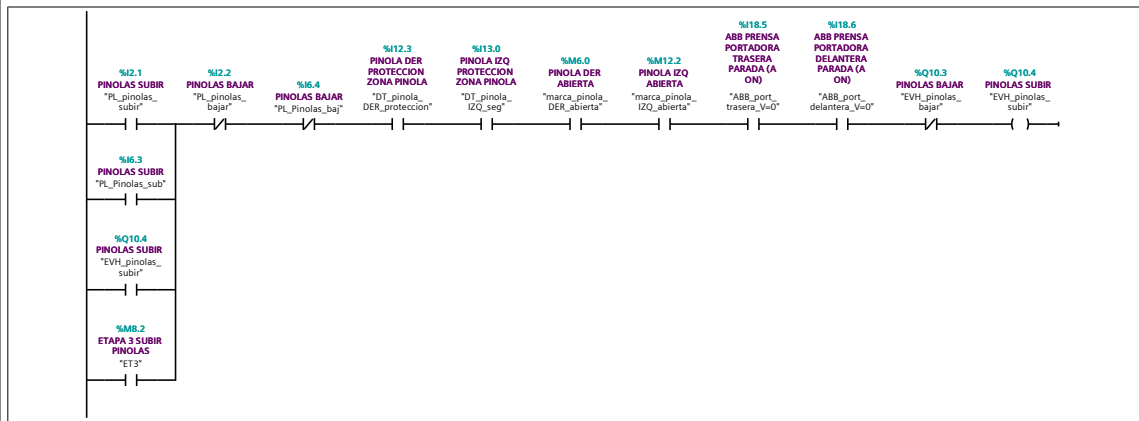 %I2.1
PINOLAS SUBIR
"PL_pinolas_
subir"
%I2.2
PINOLAS BAJAR
"PL_pinolas_
bajar"
%I6.4
PINOLAS BAJAR
"PL_Pinolas_baj"
%I12.3
PINOLA DER
PROTECCION
ZONA PINOLA
"DT_pinola_
DER_proteccion"
%I13.0
PINOLA IZQ
PROTECCION
ZONA PINOLA
"DT_pinola_
IZQ_seg"
%M6.0
PINOLA DER
ABIERTA
"marca_pinola_
DER_abierta"
%M12.2
PINOLA IZQ
ABIERTA
"marca_pinola_
IZQ_abierta"
%I18.5
ABB PRENSA
PORTADORA
TRASERA
PARADA (A
ON)
"ABB_port_
trasera_V=0"
%I18.6
ABB PRENSA
PORTADORA
DELANTERA
PARADA (A
ON)
"ABB_port_
delantera_V=0"
%Q10.3
PINOLAS BAJAR
"EVH_pinolas_
bajar"
%Q10.4
PINOLAS SUBIR
"EVH_pinolas_
subir"
%I6.3
PINOLAS SUBIR
"PL_Pinolas_sub"
%Q10.4
PINOLAS SUBIR
"EVH_pinolas_
subir"
%M8.2
ETAPA 3 SUBIR
PINOLAS
"ET3"